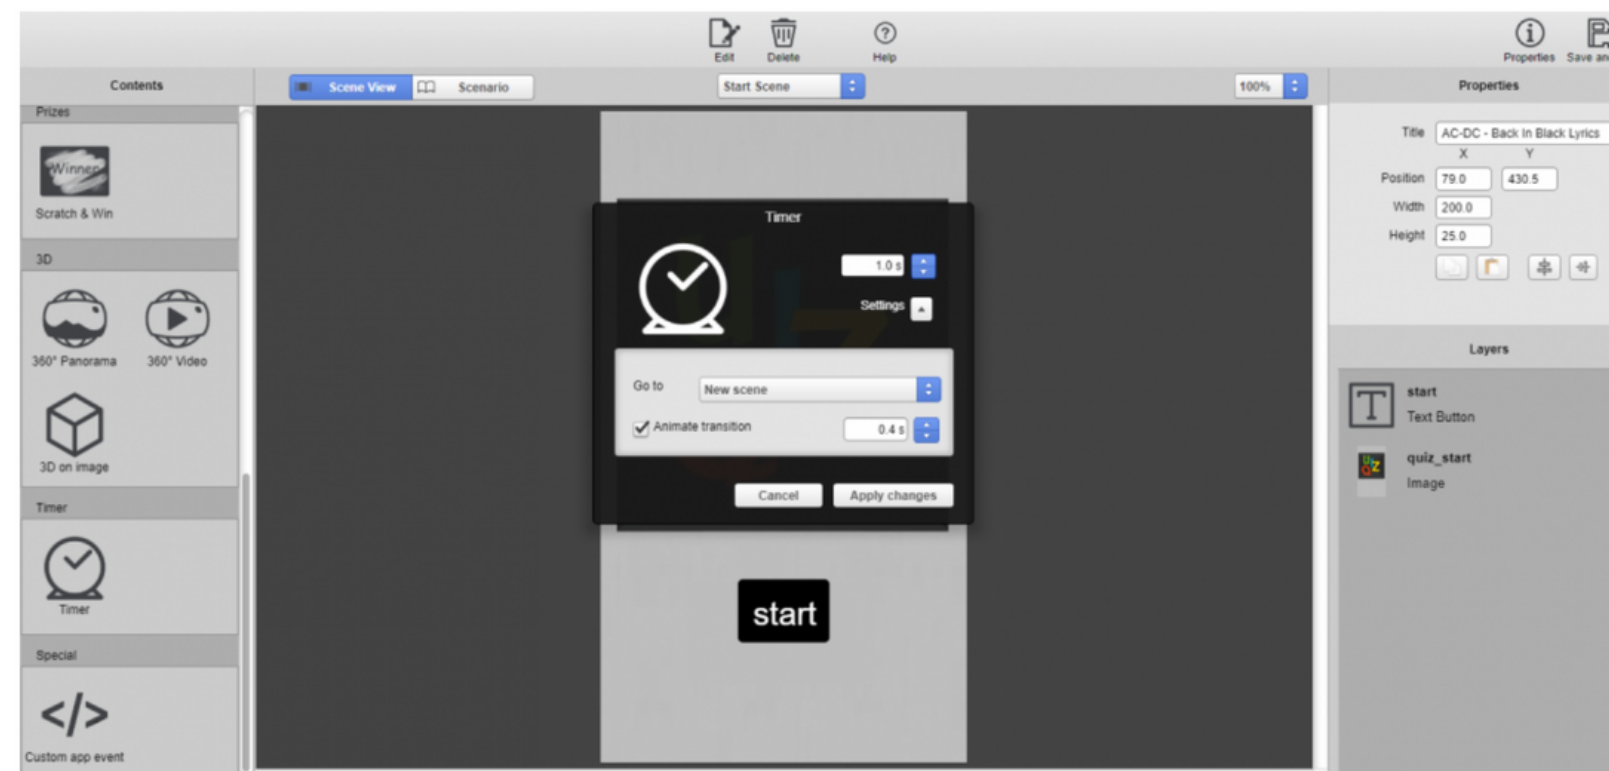 Edit Delete Help Properties Save an
Contents
Scene View Scenario Start Scene 100%
Properties
Prizes
Winner
Scratch & Win
3D
360° Panorama 360° Video
3D on image
Timer
Timer
Special
</>
Custom app event
Timer
1.0 s
Settings
Go to New scene
Animate transition 0.4 s
Cancel Apply changes
start
Title AC-DC - Back In Black Lyrics
X Y
Position 79.0 430.5
Width 200.0
Height 25.0
Layers
T start
Text Button
quiz_start
Image